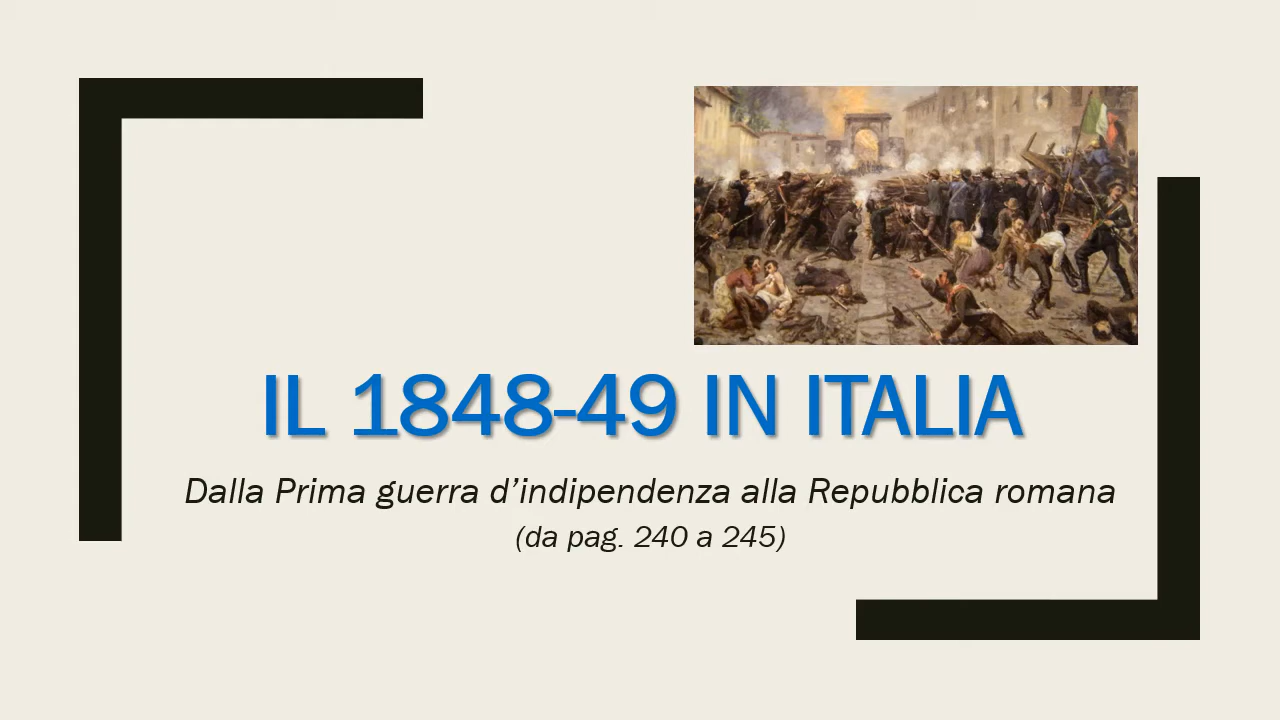 IL 1848-49 IN ITALIA
Dalla Prima guerra d’indipendenza alla Repubblica romana
(da pag. 240 a 245)